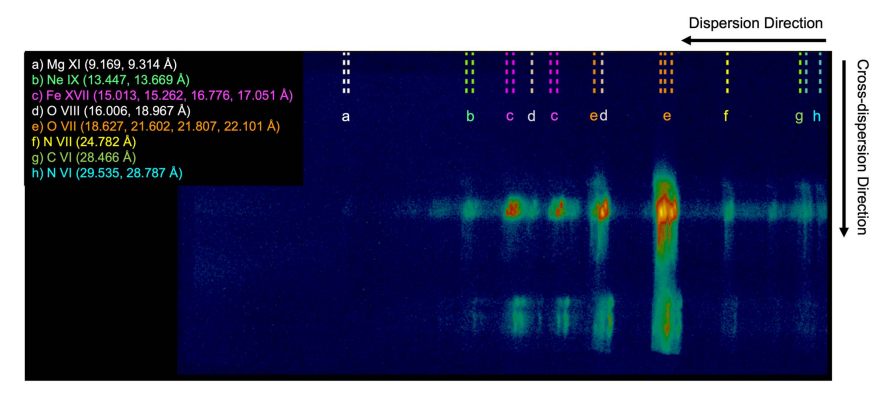 Dispersion Direction
a) Mg XI (9.169, 9.314 Å)
b) Ne IX (13.447, 13.669 Å)
c) Fe XVII (15.013, 15.262, 16.776, 17.051 Å)
d) O VIII (16.006, 18.967 Å)
e) O VII (18.627, 21.602, 21.807, 22.101 Å)
f) N VII (24.782 Å)
g) C VI (28.466 Å)
h) N VI (29.535, 28.787 Å)
a b c d c e d e f g h
Cross-dispersion Direction